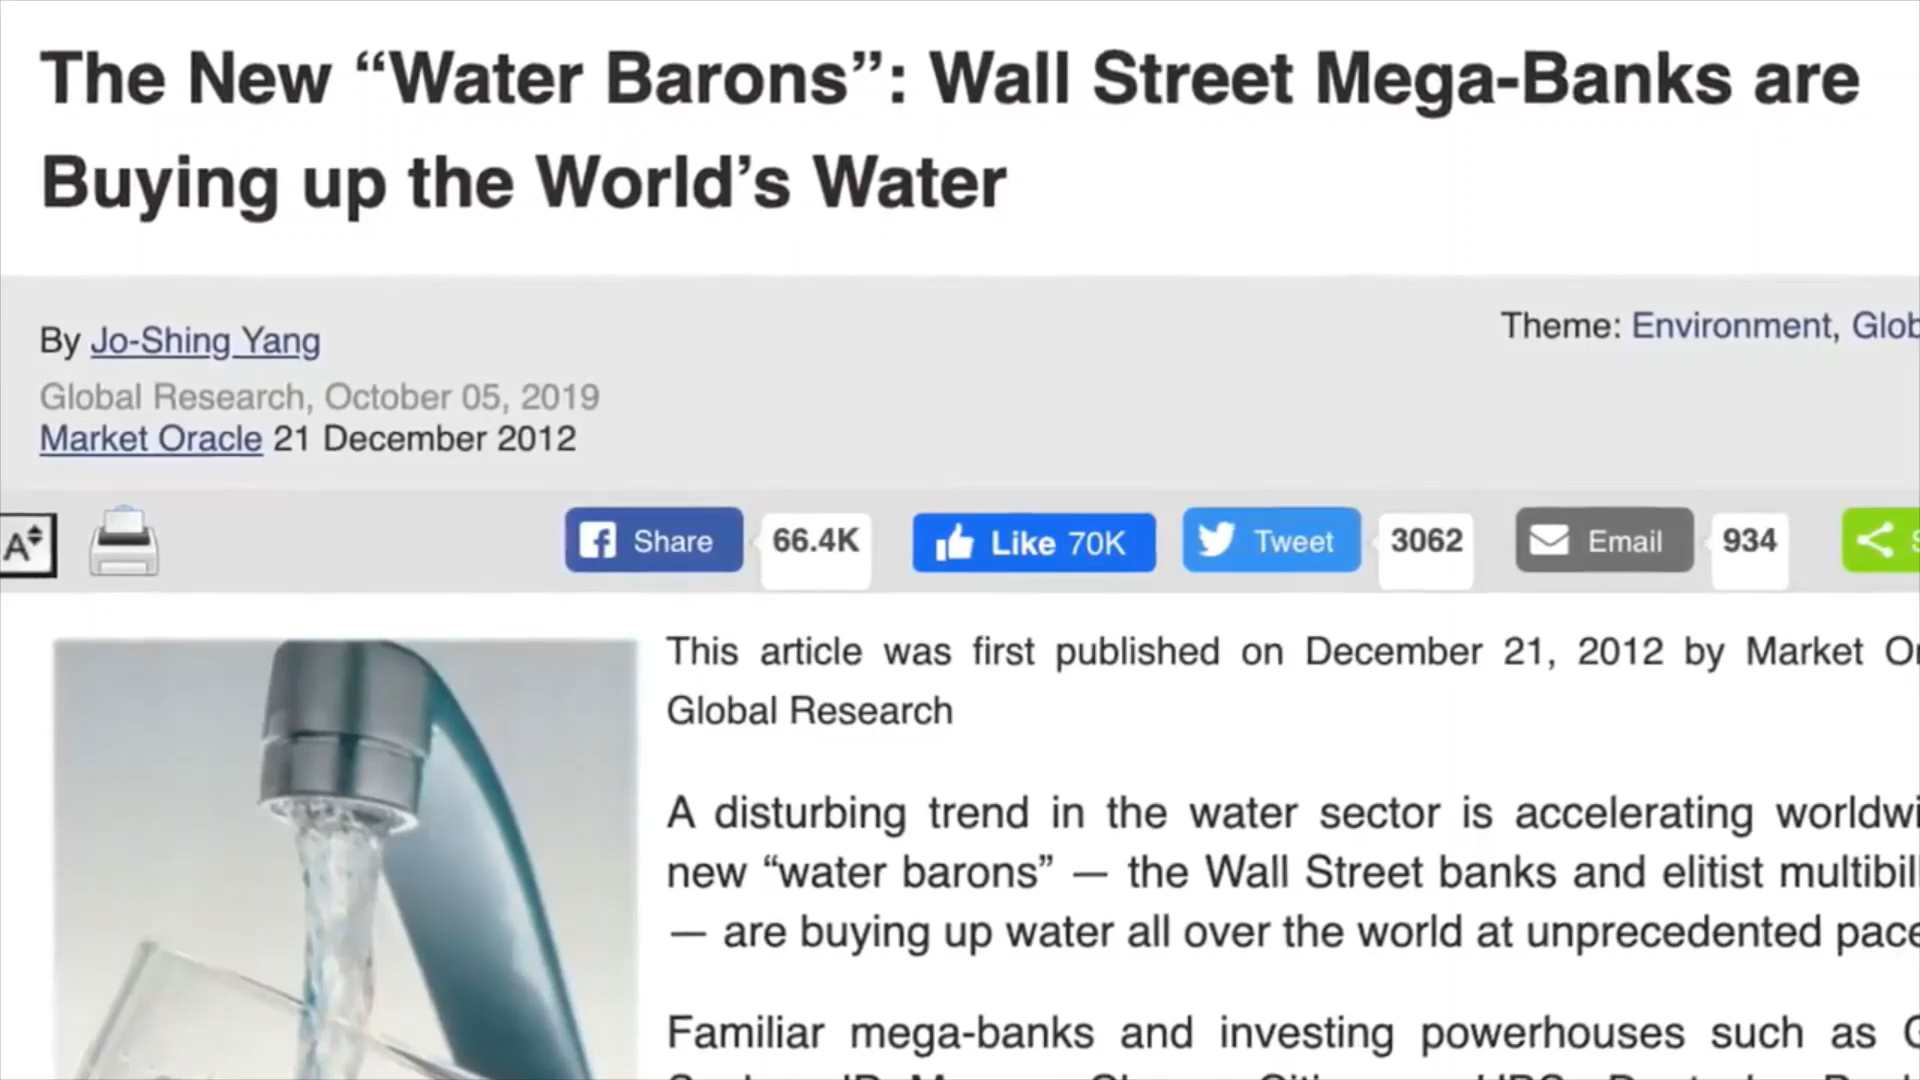 The New “Water Barons”: Wall Street Mega-Banks are
Buying up the World’s Water
By Jo-Shing Yang
Theme: Environment,
Global Research, October 05, 2019
Market Oracle 21 December 2012
A
Share
66.4K
Like 70K
Tweet
3062
Email
934
This article was first published on December 21, 2012 by Market
Global Research
A disturbing trend in the water sector is accelerating
new “water barons” — the Wall Street banks and elitist
— are buying up water all over the world at unprecedented
Familiar mega-banks and investing powerhouses such as